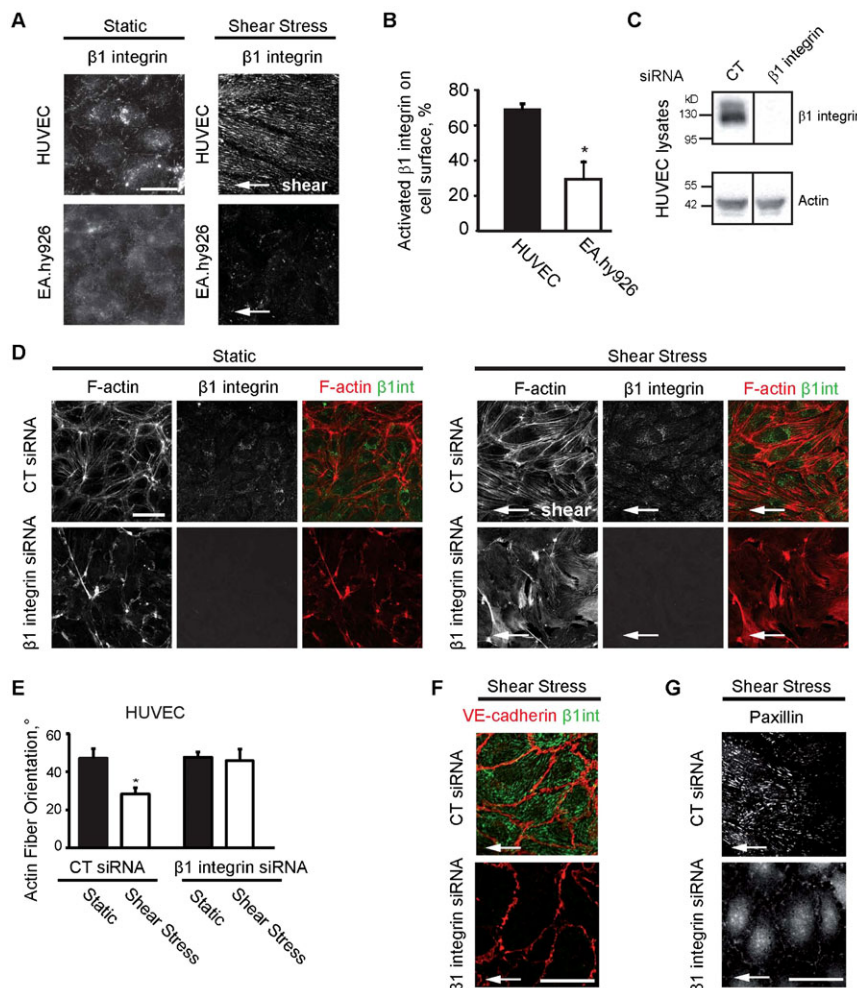 A
Static
Shear Stress
β1 integrin
β1 integrin
HUVEC
HUVEC
shear
EA.hy926
EA.hy926
B
Activated β1 integrin on
cell surface, %
80
60
40
20
0
*
HUVEC
EA.hy926
C
siRNA
CT
β1 integrin
HUVEC lysates
kD
130
95
β1 integrin
55
42
Actin
D
Static
Shear Stress
F-actin
β1 integrin
F-actin β1int
F-actin
β1 integrin
F-actin β1int
CT siRNA
CT siRNA
shear
β1 integrin siRNA
β1 integrin siRNA
E
HUVEC
Actin Fiber Orientation,°
60
40
20
0
*
CT siRNA
β1 integrin siRNA
Static
Shear Stress
Static
Shear Stress
F
Shear Stress
VE-cadherin β1int
CT siRNA
β1 integrin siRNA
G
Shear Stress
Paxillin
CT siRNA
β1 integrin siRNA